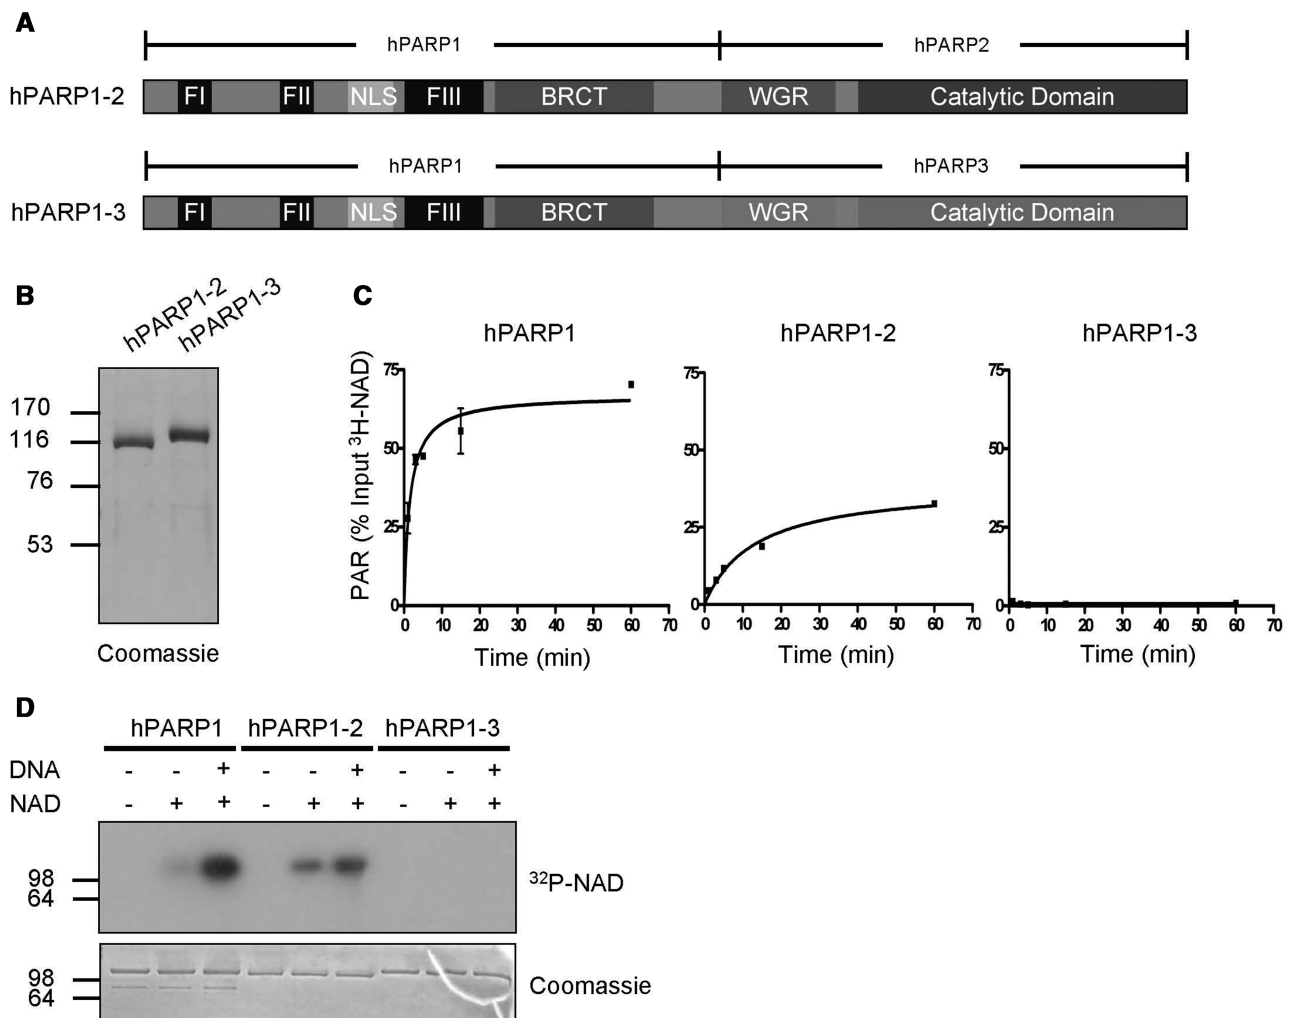 A
hPARP1 hPARP2
hPARP1-2 FI FII NLS FIII BRCT WGR Catalytic Domain
hPARP1 hPARP3
hPARP1-3 FI FII NLS FIII BRCT WGR Catalytic Domain
B
hPARP1-2
hPARP1-3
170
116
76
53
Coomassie
C
hPARP1 hPARP1-2 hPARP1-3
PAR (% Input ³H-NAD)
75 75 75
50 50 50
25 25 25
0 0 0
0 10 20 30 40 50 60 70 0 10 20 30 40 50 60 70 0 10 20 30 40 50 60 70
Time (min) Time (min) Time (min)
D
hPARP1 hPARP1-2 hPARP1-3
DNA - - + - - + - - +
NAD - + + - + + - + +
98
64
³²P-NAD
98
64
Coomassie